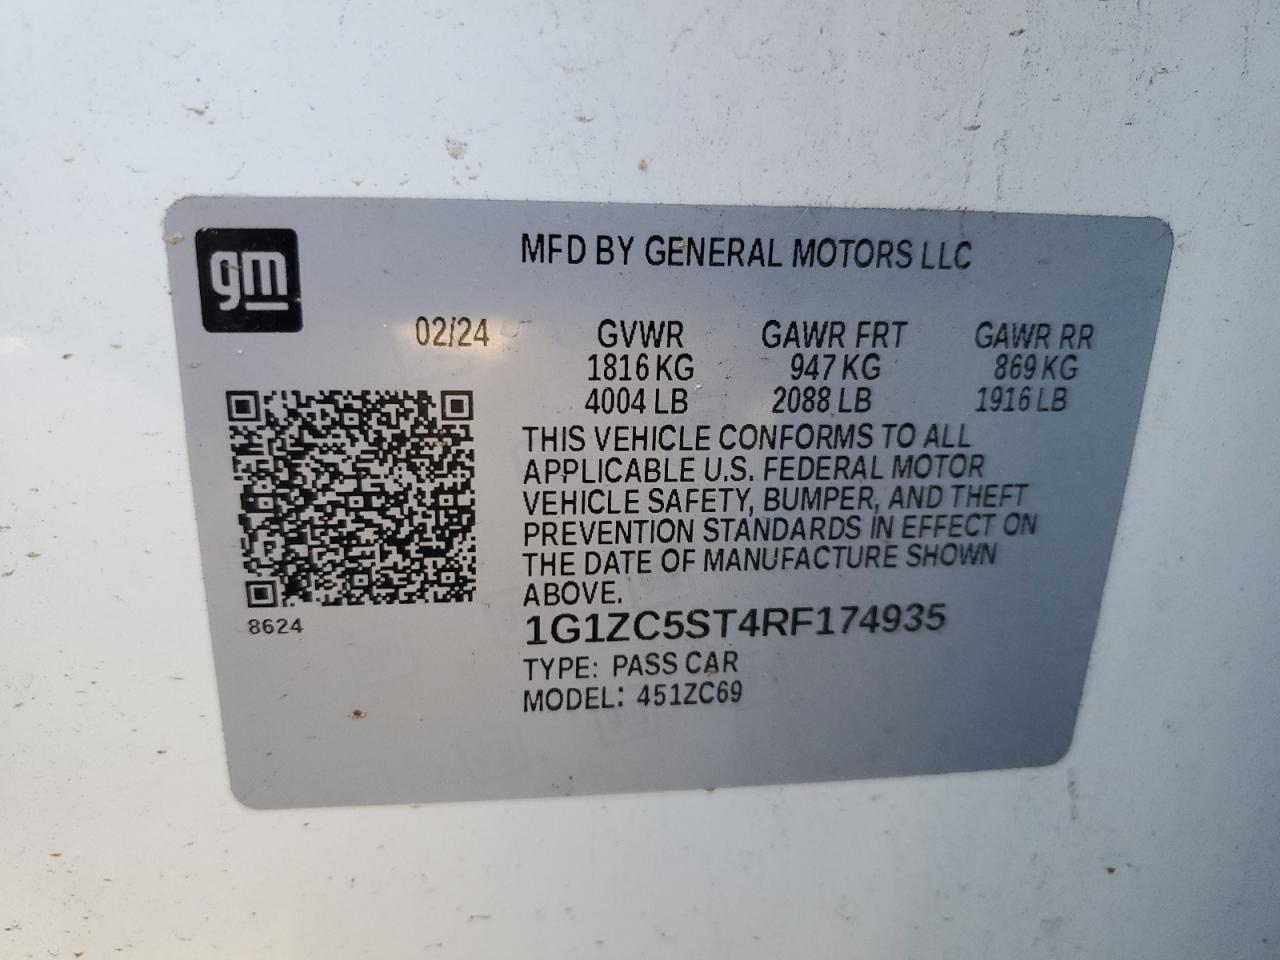 gm
MFD BY GENERAL MOTORS LLC
02/24 GVWR GAWR FRT GAWR RR
1816 KG 947 KG 869 KG
4004 LB 2088 LB 1916 LB
THIS VEHICLE CONFORMS TO ALL
APPLICABLE U.S. FEDERAL MOTOR
VEHICLE SAFETY, BUMPER, AND THEFT
PREVENTION STANDARDS IN EFFECT ON
THE DATE OF MANUFACTURE SHOWN
ABOVE.
8624
1G1ZC5ST4RF174935
TYPE: PASS CAR
MODEL: 451ZC69